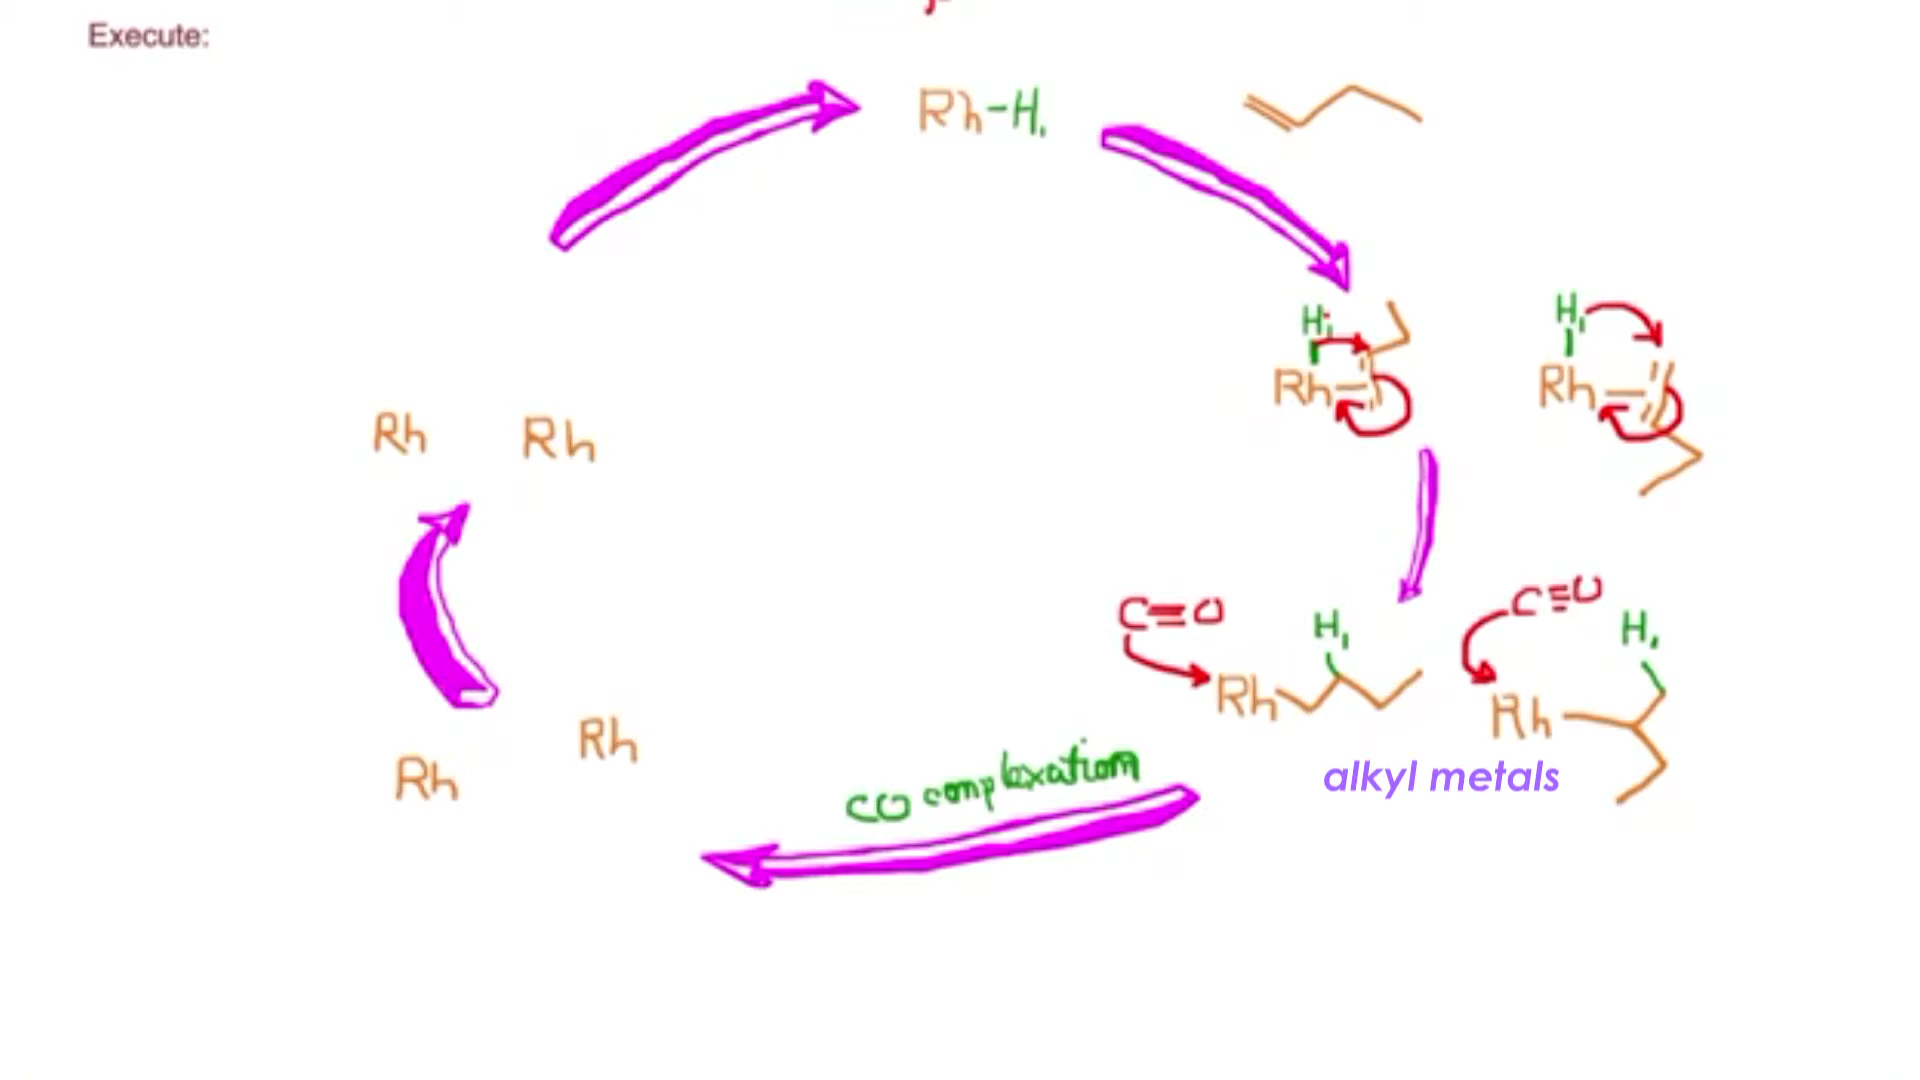 Execute:
Rh-H,
H,
H,
Rh
Rh
Rh
Rh
C≡O
C≡O
H,
H,
Rh
Rh
Rh
Rh
CO complexation
alkyl metals